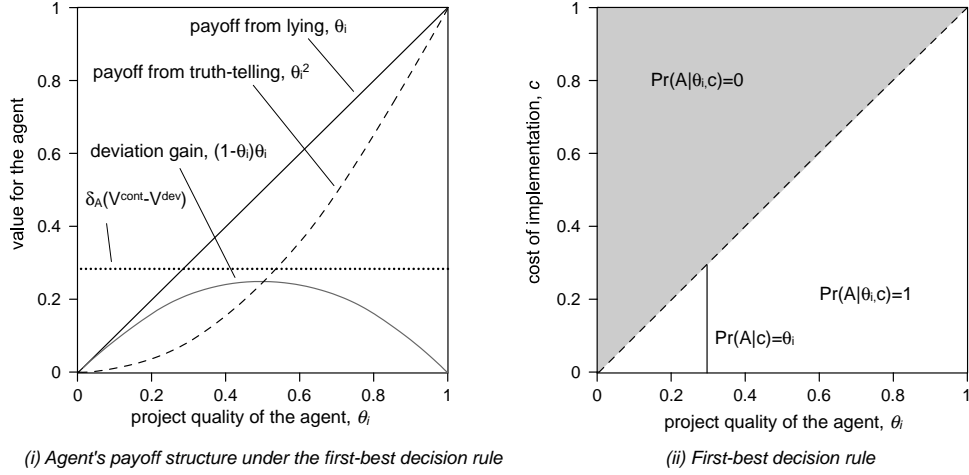 1
0.8
0.6
0.4
0.2
0
value for the agent
payoff from lying, θi
payoff from truth-telling, θi²
deviation gain, (1-θi)θi
δA(Vcont-Vdev)
0 0.2 0.4 0.6 0.8 1
project quality of the agent, θi
(i) Agent's payoff structure under the first-best decision rule
1
0.8
0.6
0.4
0.2
0
cost of implementation, c
Pr(A|θi,c)=0
Pr(A|θi,c)=1
Pr(A|c)=θi
0 0.2 0.4 0.6 0.8 1
project quality of the agent, θi
(ii) First-best decision rule